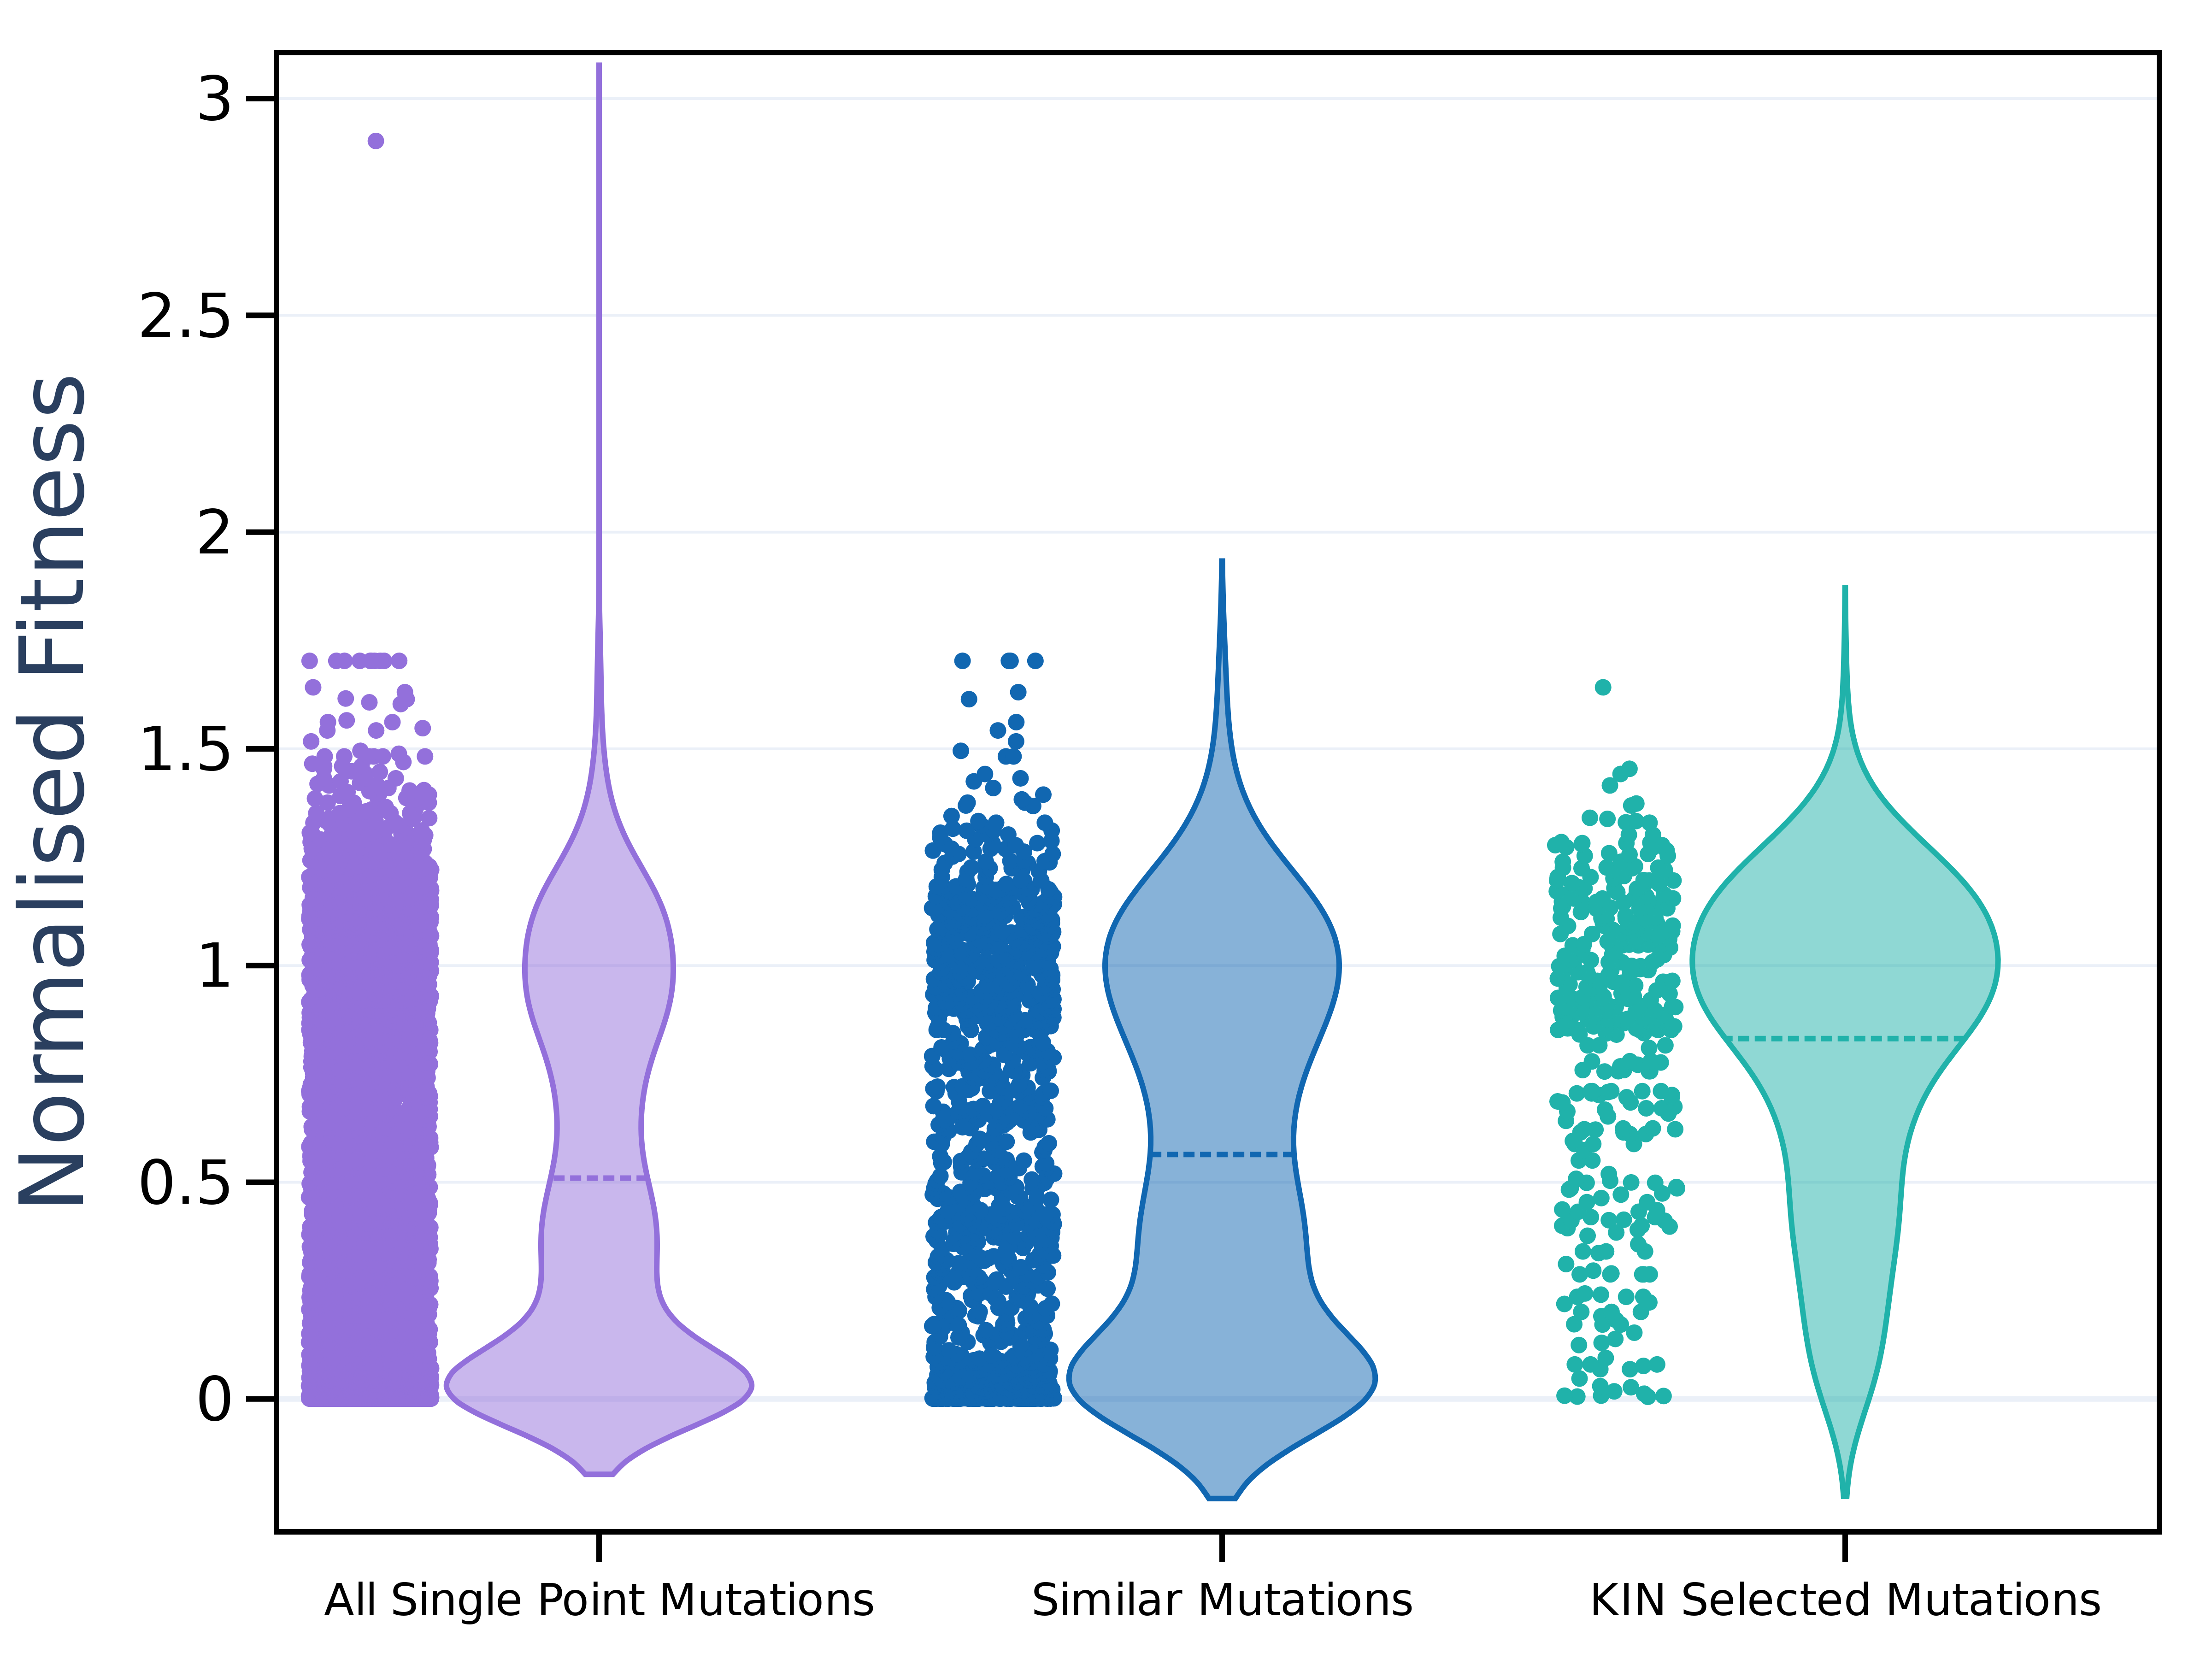 Normalised Fitness
3
2.5
2
1.5
1
0.5
0
All Single Point Mutations
Similar Mutations
KIN Selected Mutations